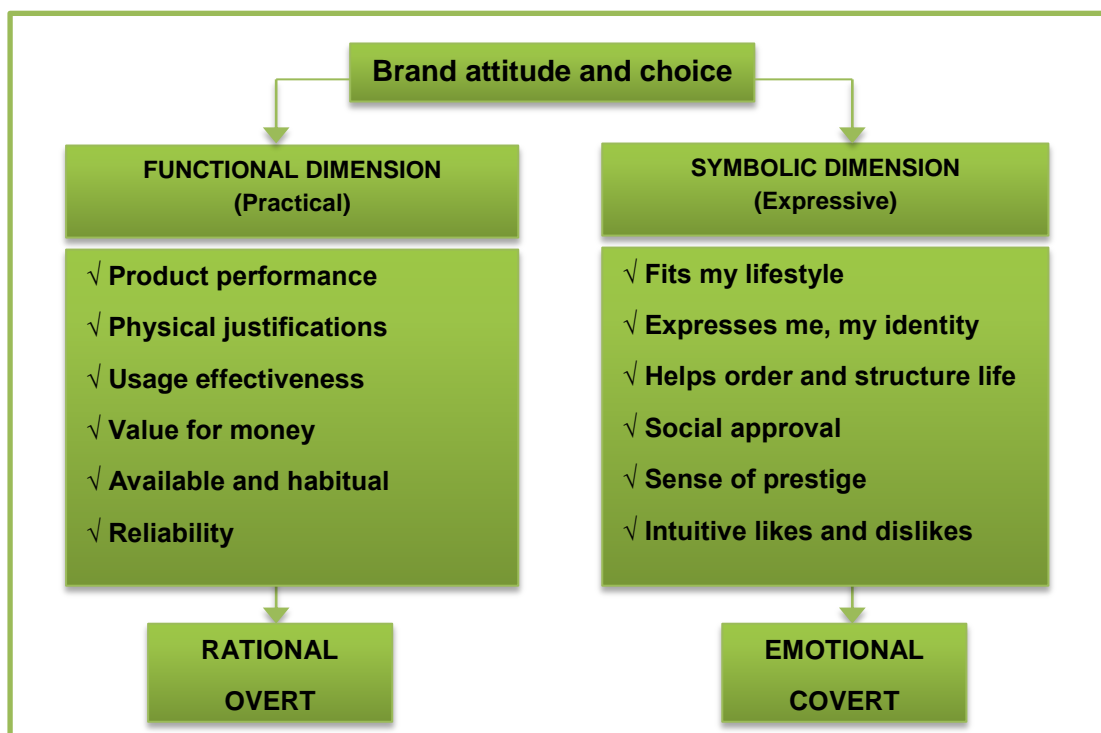 Brand attitude and choice
FUNCTIONAL DIMENSION
(Practical)
√ Product performance
√ Physical justifications
√ Usage effectiveness
√ Value for money
√ Available and habitual
√ Reliability
RATIONAL
OVERT
SYMBOLIC DIMENSION
(Expressive)
√ Fits my lifestyle
√ Expresses me, my identity
√ Helps order and structure life
√ Social approval
√ Sense of prestige
√ Intuitive likes and dislikes
EMOTIONAL
COVERT